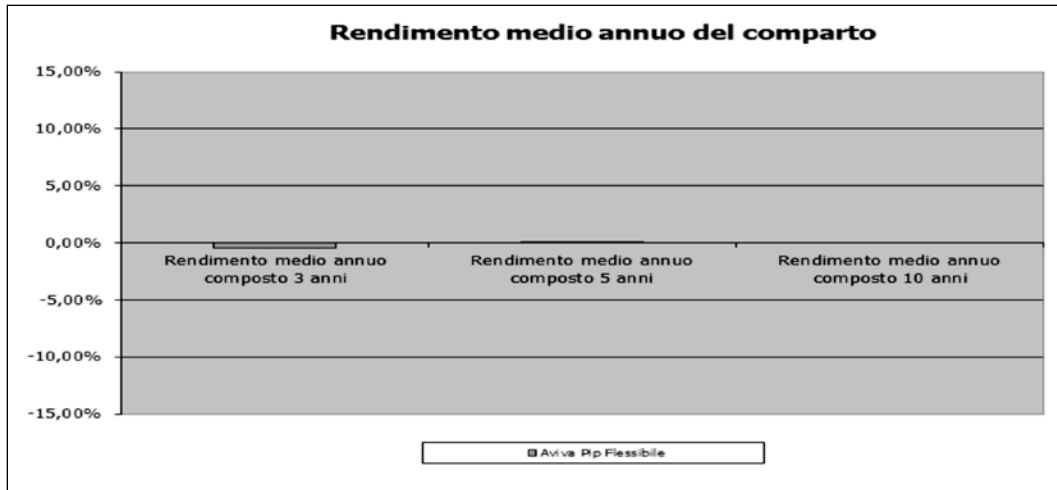 Rendimento medio annuo del comparto
15,00%
10,00%
5,00%
0,00%
-5,00%
-10,00%
-15,00%
Rendimento medio annuo
composto 3 anni
Rendimento medio annuo
composto 5 anni
Rendimento medio annuo
composto 10 anni
Aviva Pip Flessibile